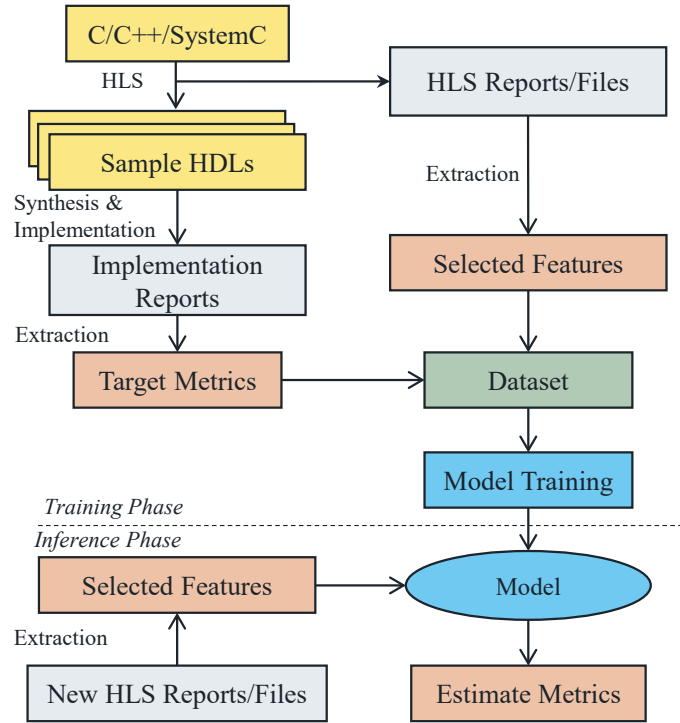 C/C++/SystemC
HLS
HLS Reports/Files
Sample HDLs
Extraction
Synthesis &
Implementation
Implementation
Reports
Selected Features
Extraction
Target Metrics
Dataset
Model Training
Training Phase
Inference Phase
Selected Features
Model
Extraction
New HLS Reports/Files
Estimate Metrics